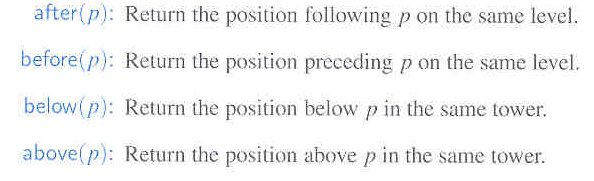 after(p): Return the position following p on the same level.
before(p): Return the position preceding p on the same level.
below(p): Return the position below p in the same tower.
above(p): Return the position above p in the same tower.